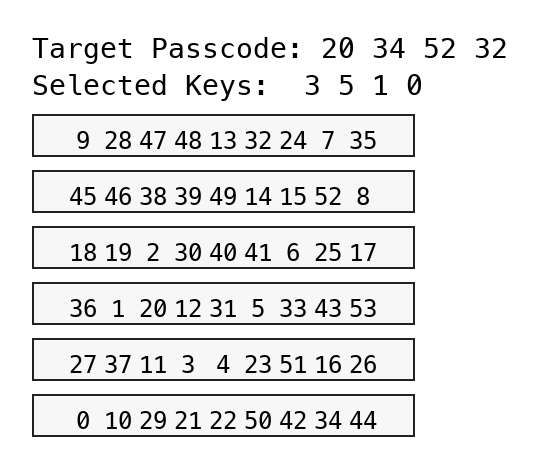 Target Passcode: 20 34 52 32
Selected Keys: 3 5 1 0
9 28 47 48 13 32 24 7 35
45 46 38 39 49 14 15 52 8
18 19 2 30 40 41 6 25 17
36 1 20 12 31 5 33 43 53
27 37 11 3 4 23 51 16 26
0 10 29 21 22 50 42 34 44